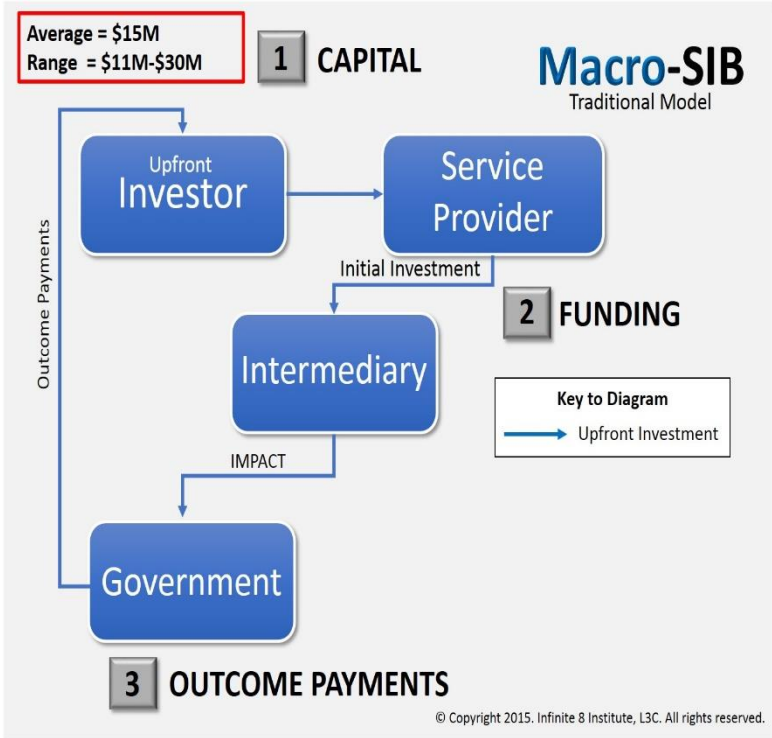 Average = $15M
Range = $11M-$30M
1 CAPITAL
Macro-SIB
Traditional Model
Upfront
Investor
Service
Provider
Outcome Payments
Initial Investment
2 FUNDING
Intermediary
Key to Diagram
Upfront Investment
IMPACT
Government
3 OUTCOME PAYMENTS
© Copyright 2015. Infinite 8 Institute, L3C. All rights reserved.